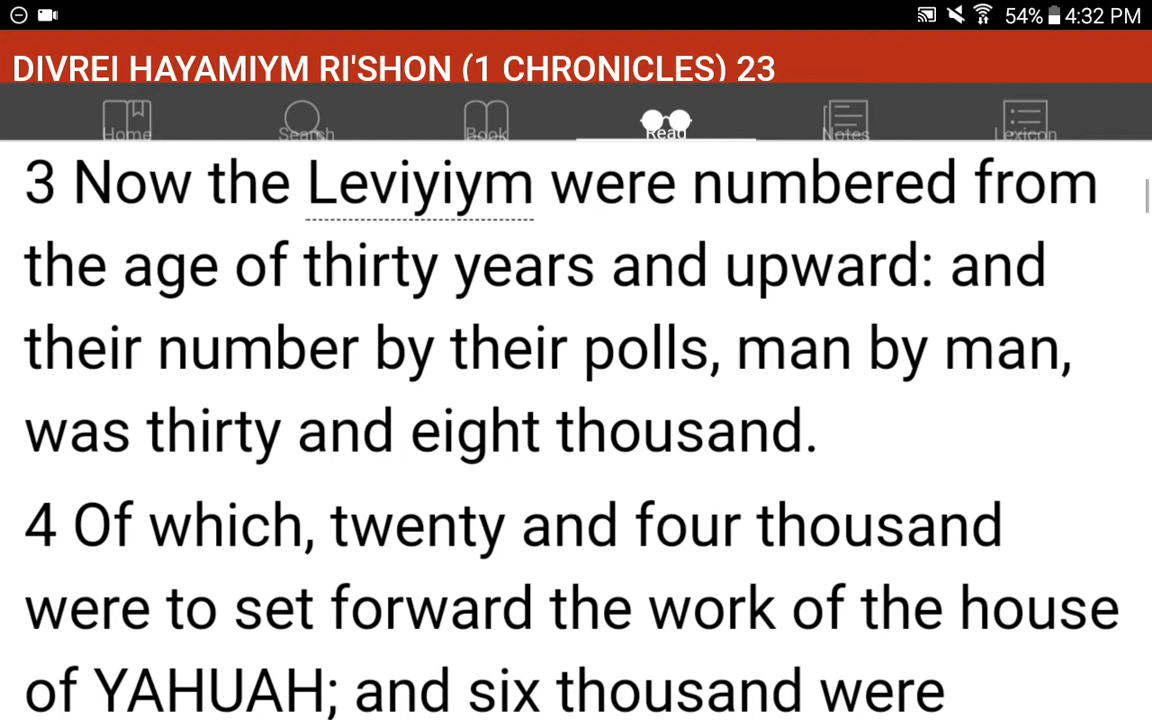 54% 4:32 PM
DIVREI HAYAMIYM RI'SHON (1 CHRONICLES) 23
Home Search Book Read Notes Lexicon
3 Now the Leviyiym were numbered from
the age of thirty years and upward: and
their number by their polls, man by man,
was thirty and eight thousand.
4 Of which, twenty and four thousand
were to set forward the work of the house
of YAHUAH; and six thousand were